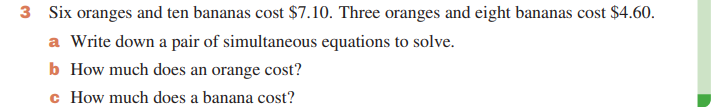 3 Six oranges and ten bananas cost $7.10. Three oranges and eight bananas cost $4.60.
a Write down a pair of simultaneous equations to solve.
b How much does an orange cost?
c How much does a banana cost?